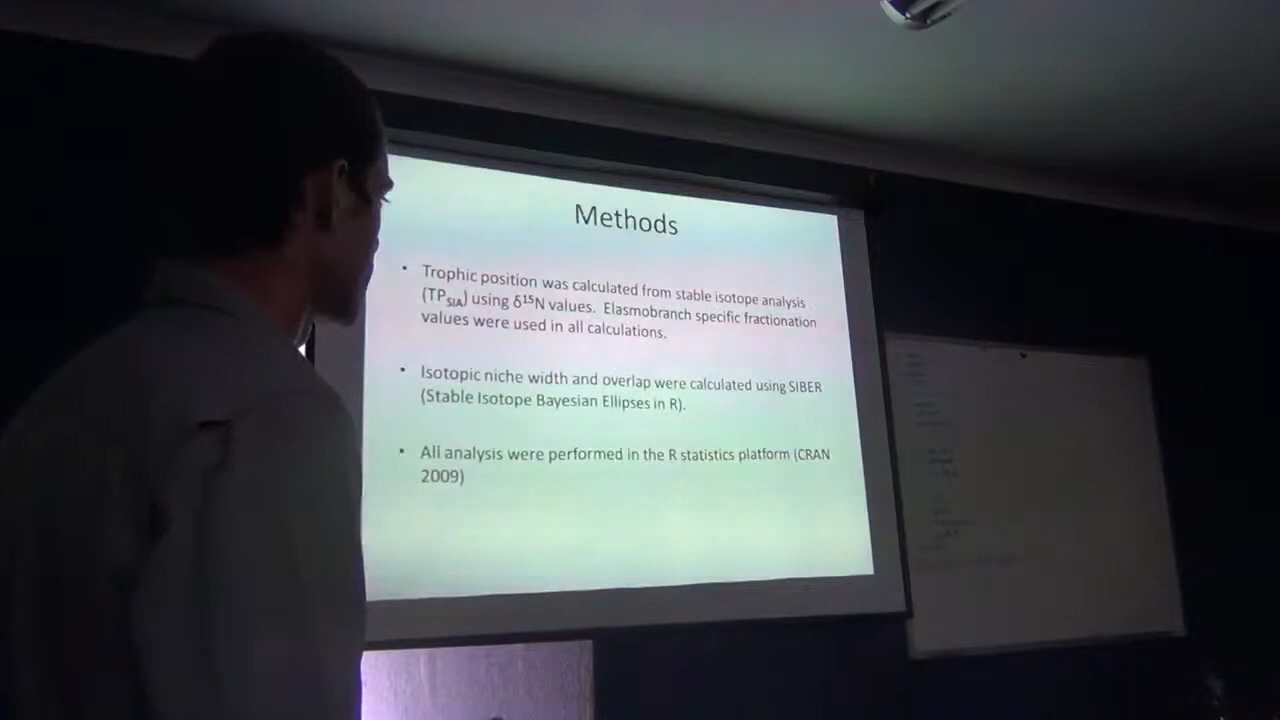 Methods
• Trophic position was calculated from stable isotope analysis
(TPSIA) using δ¹⁵N values. Elasmobranch specific fractionation
values were used in all calculations.
• Isotopic niche width and overlap were calculated using SIBER
(Stable Isotope Bayesian Ellipses in R).
• All analysis were performed in the R statistics platform (CRAN
2009)